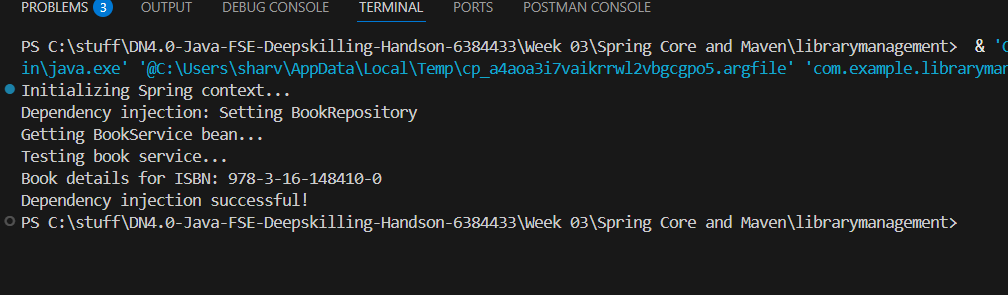 PROBLEMS 3 OUTPUT DEBUG CONSOLE TERMINAL PORTS POSTMAN CONSOLE
PS C:\stuff\DN4.0-Java-FSE-Deepskilling-Handson-6384433\Week 03\Spring Core and Maven\librarymanagement> & 'C
in\java.exe' '@C:\Users\sharv\AppData\Local\Temp\cp_a4aoa3i7vaikrrwl2vbgcgpo5.argfile' 'com.example.libraryman
Initializing Spring context...
Dependency injection: Setting BookRepository
Getting BookService bean...
Testing book service...
Book details for ISBN: 978-3-16-148410-0
Dependency injection successful!
PS C:\stuff\DN4.0-Java-FSE-Deepskilling-Handson-6384433\Week 03\Spring Core and Maven\librarymanagement>